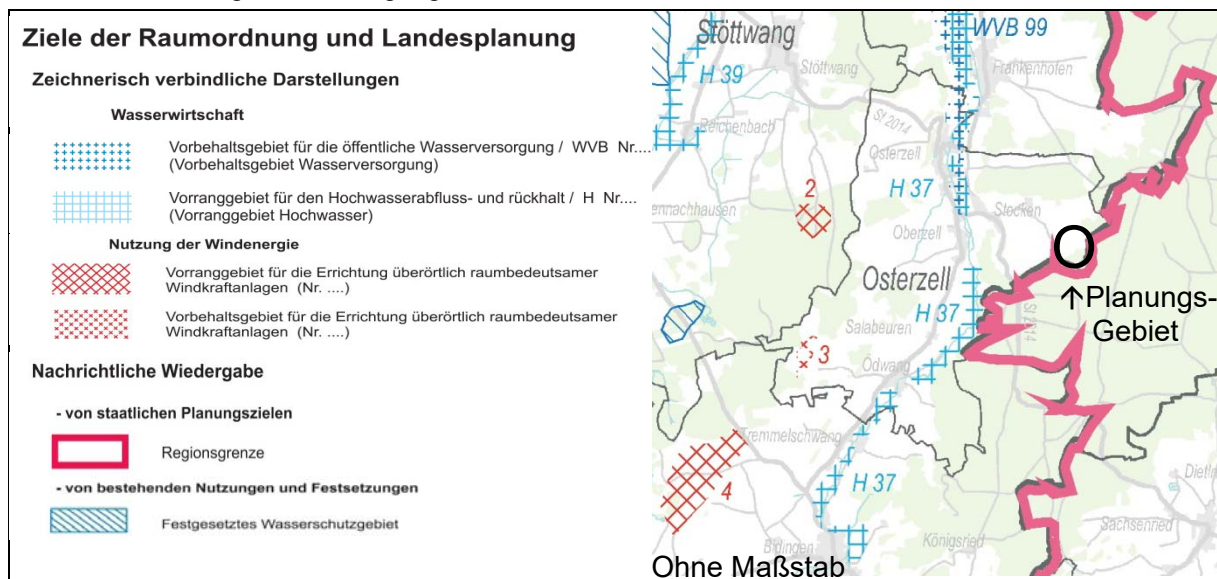 Ziele der Raumordnung und Landesplanung
Zeichnerisch verbindliche Darstellungen
Wasserwirtschaft
Vorbehaltsgebiet für die öffentliche Wasserversorgung / WVB Nr....
(Vorbehaltsgebiet Wasserversorgung)
Vorranggebiet für den Hochwasserabfluss- und rückhalt / H Nr....
(Vorranggebiet Hochwasser)
Nutzung der Windenergie
Vorranggebiet für die Errichtung überörtlich raumbedeutsamer
Windkraftanlagen (Nr. ....)
Vorbehaltsgebiet für die Errichtung überörtlich raumbedeutsamer
Windkraftanlagen (Nr. ....)
Nachrichtliche Wiedergabe
- von staatlichen Planungszielen
Regionsgrenze
- von bestehenden Nutzungen und Festsetzungen
Festgesetztes Wasserschutzgebiet
Stöttwang
WVB 99
H 39
Stöttwang
Frankenhofen
Reichenbach
St 2014
Osterzell
2
H 37
ennachhausen
Stocken
Oberzell
Osterzell
↑Planungs-
Gebiet
H 37
St 2014
Salabeuren
3
Ödwang
Tremmelschwang
4
H 37
Dietl
Sachsenried
Königsried
Bidingen
Ohne Maßstab